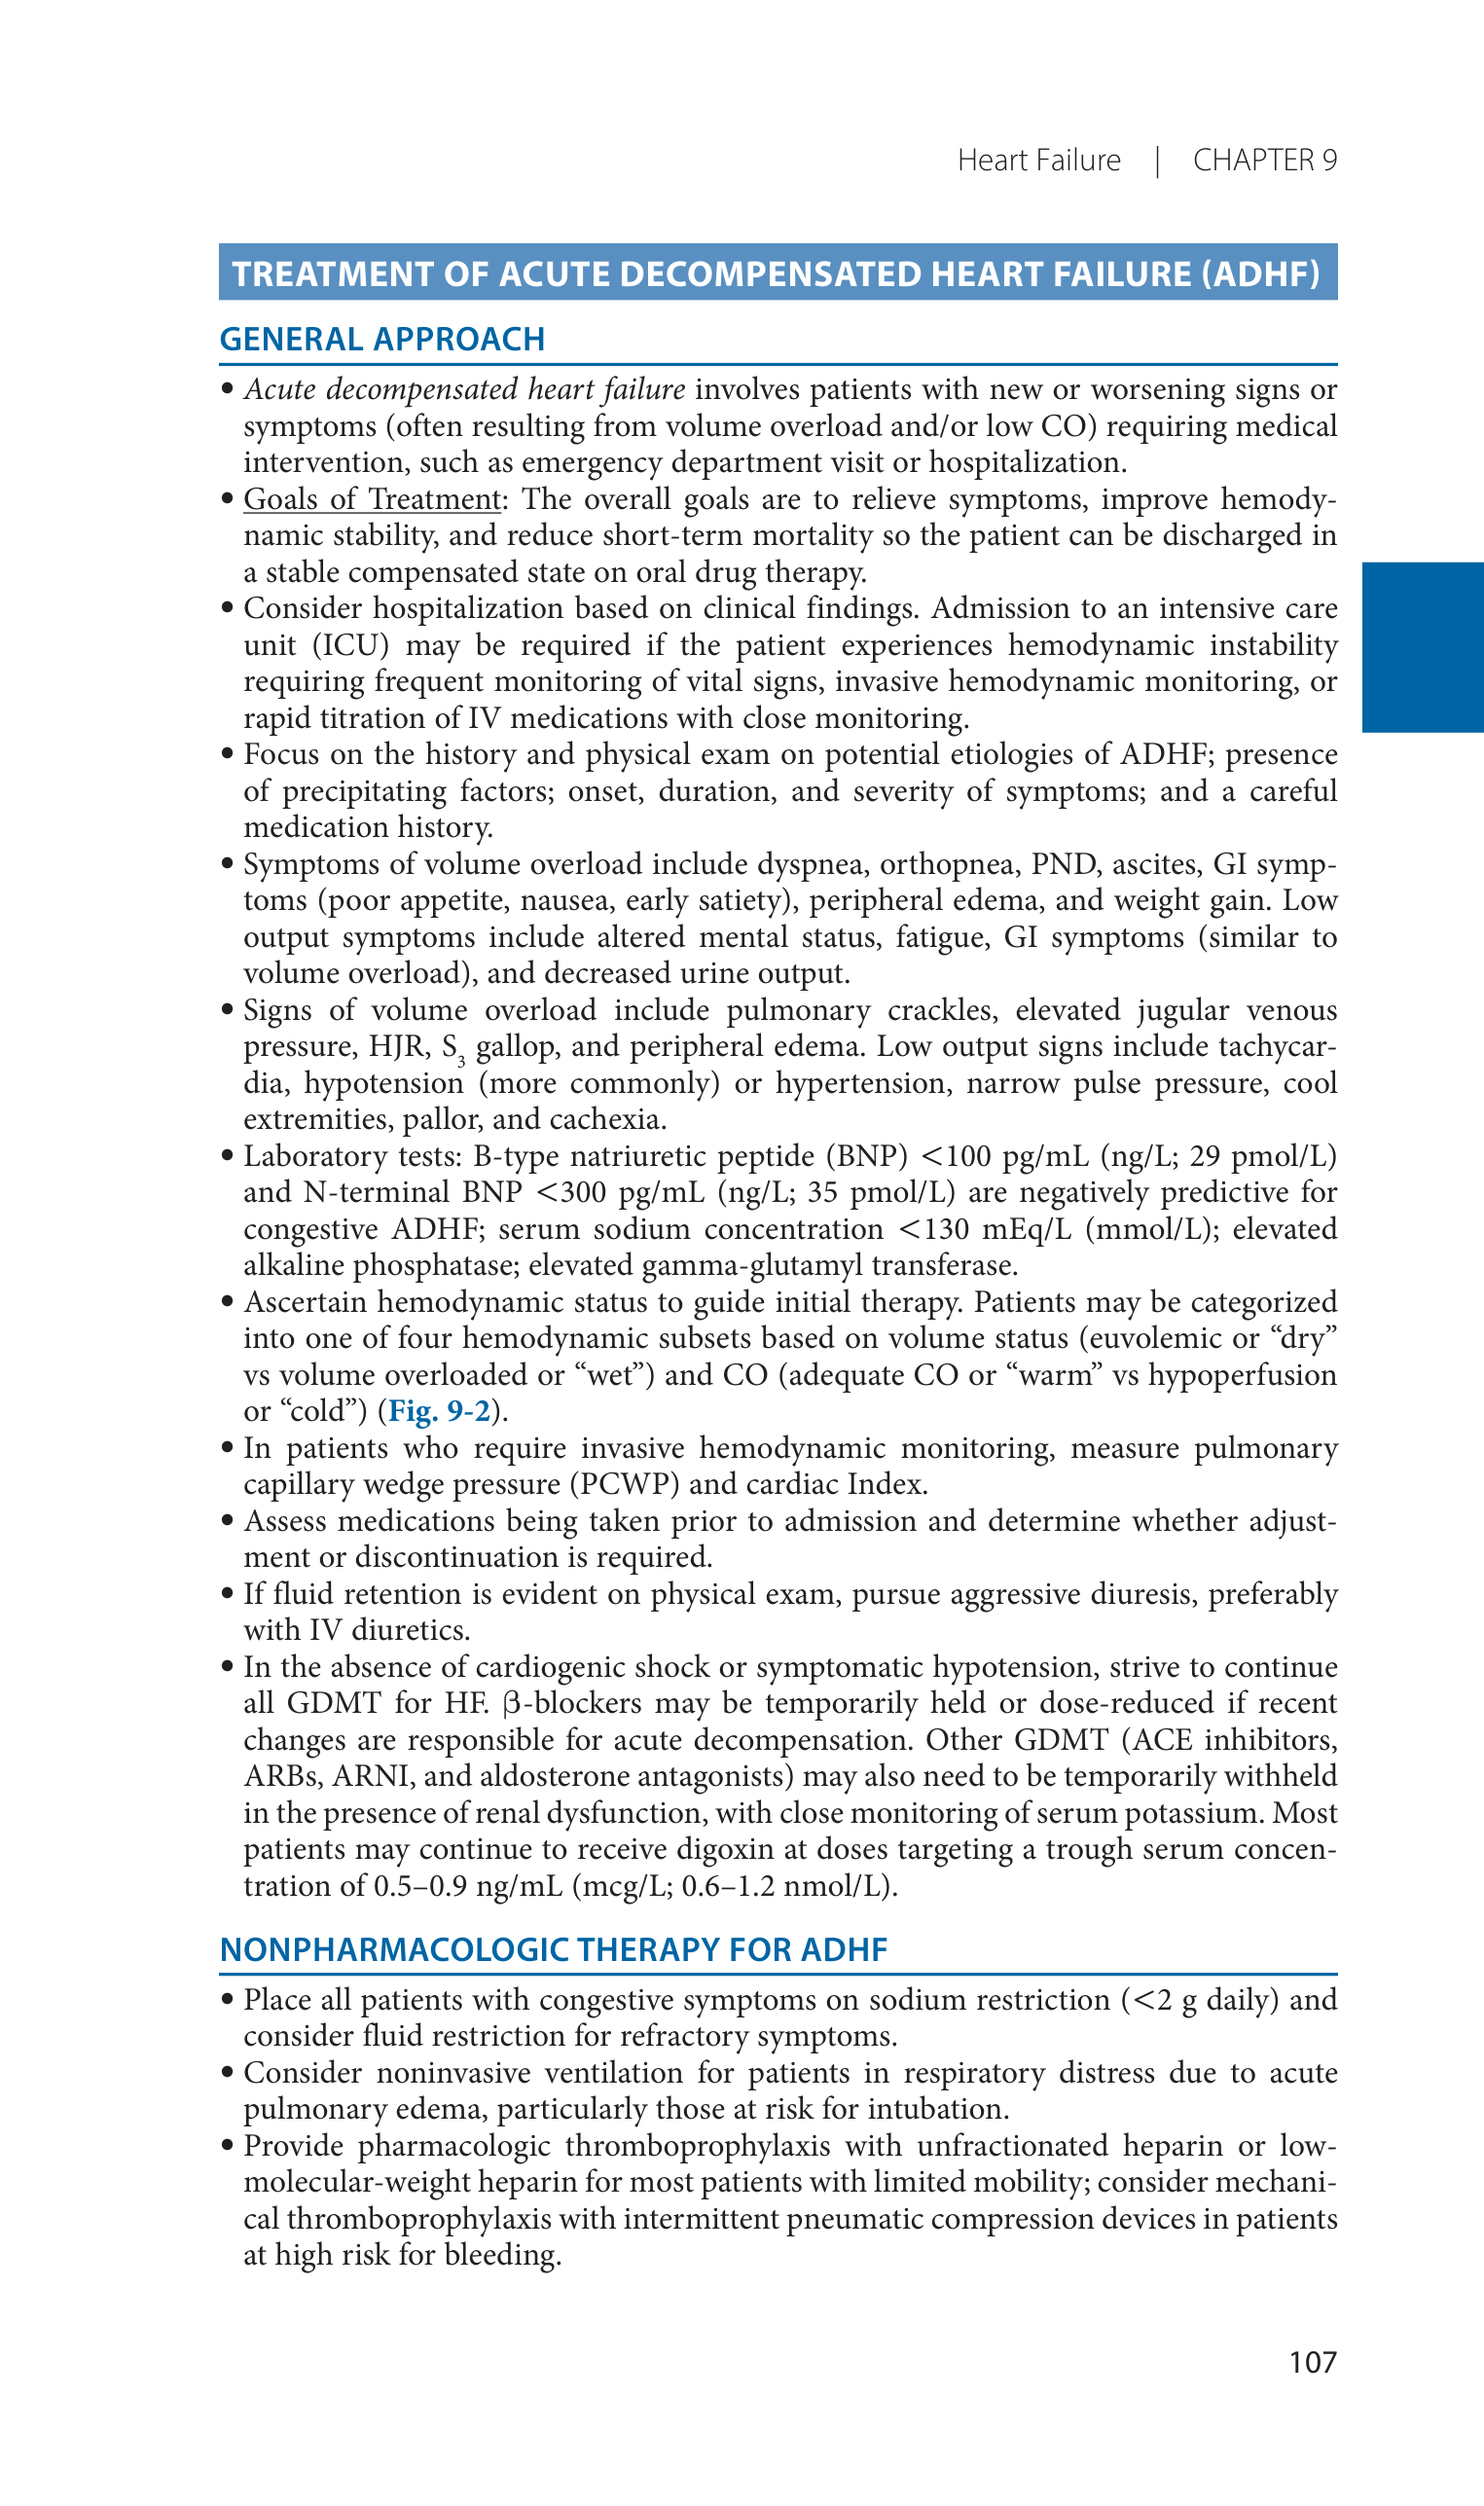 Heart Failure | CHAPTER 9
TREATMENT OF ACUTE DECOMPENSATED HEART FAILURE (ADHF)
GENERAL APPROACH
• Acute decompensated heart failure involves patients with new or worsening signs or
symptoms (often resulting from volume overload and/or low CO) requiring medical
intervention, such as emergency department visit or hospitalization.
• Goals of Treatment: The overall goals are to relieve symptoms, improve hemody-
namic stability, and reduce short-term mortality so the patient can be discharged in
a stable compensated state on oral drug therapy.
• Consider hospitalization based on clinical findings. Admission to an intensive care
unit (ICU) may be required if the patient experiences hemodynamic instability
requiring frequent monitoring of vital signs, invasive hemodynamic monitoring, or
rapid titration of IV medications with close monitoring.
• Focus on the history and physical exam on potential etiologies of ADHF; presence
of precipitating factors; onset, duration, and severity of symptoms; and a careful
medication history.
• Symptoms of volume overload include dyspnea, orthopnea, PND, ascites, GI symp-
toms (poor appetite, nausea, early satiety), peripheral edema, and weight gain. Low
output symptoms include altered mental status, fatigue, GI symptoms (similar to
volume overload), and decreased urine output.
• Signs of volume overload include pulmonary crackles, elevated jugular venous
pressure, HJR, S3 gallop, and peripheral edema. Low output signs include tachycar-
dia, hypotension (more commonly) or hypertension, narrow pulse pressure, cool
extremities, pallor, and cachexia.
• Laboratory tests: B-type natriuretic peptide (BNP) <100 pg/mL (ng/L; 29 pmol/L)
and N-terminal BNP <300 pg/mL (ng/L; 35 pmol/L) are negatively predictive for
congestive ADHF; serum sodium concentration <130 mEq/L (mmol/L); elevated
alkaline phosphatase; elevated gamma-glutamyl transferase.
• Ascertain hemodynamic status to guide initial therapy. Patients may be categorized
into one of four hemodynamic subsets based on volume status (euvolemic or “dry”
vs volume overloaded or “wet”) and CO (adequate CO or “warm” vs hypoperfusion
or “cold”) (Fig. 9-2).
• In patients who require invasive hemodynamic monitoring, measure pulmonary
capillary wedge pressure (PCWP) and cardiac Index.
• Assess medications being taken prior to admission and determine whether adjust-
ment or discontinuation is required.
• If fluid retention is evident on physical exam, pursue aggressive diuresis, preferably
with IV diuretics.
• In the absence of cardiogenic shock or symptomatic hypotension, strive to continue
all GDMT for HF. β-blockers may be temporarily held or dose-reduced if recent
changes are responsible for acute decompensation. Other GDMT (ACE inhibitors,
ARBs, ARNI, and aldosterone antagonists) may also need to be temporarily withheld
in the presence of renal dysfunction, with close monitoring of serum potassium. Most
patients may continue to receive digoxin at doses targeting a trough serum concen-
tration of 0.5–0.9 ng/mL (mcg/L; 0.6–1.2 nmol/L).
NONPHARMACOLOGIC THERAPY FOR ADHF
• Place all patients with congestive symptoms on sodium restriction (<2 g daily) and
consider fluid restriction for refractory symptoms.
• Consider noninvasive ventilation for patients in respiratory distress due to acute
pulmonary edema, particularly those at risk for intubation.
• Provide pharmacologic thromboprophylaxis with unfractionated heparin or low-
molecular-weight heparin for most patients with limited mobility; consider mechani-
cal thromboprophylaxis with intermittent pneumatic compression devices in patients
at high risk for bleeding.
107